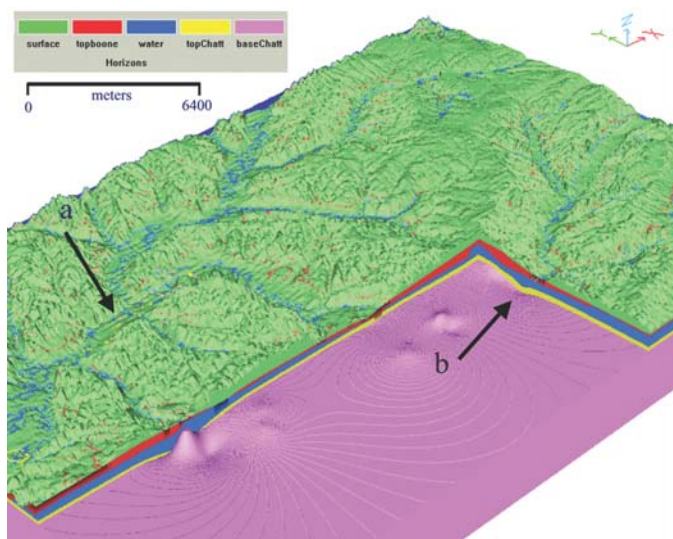 surface topboone water topChatt baseChatt
Horizons
meters
0 6400
Y Z X
a
b